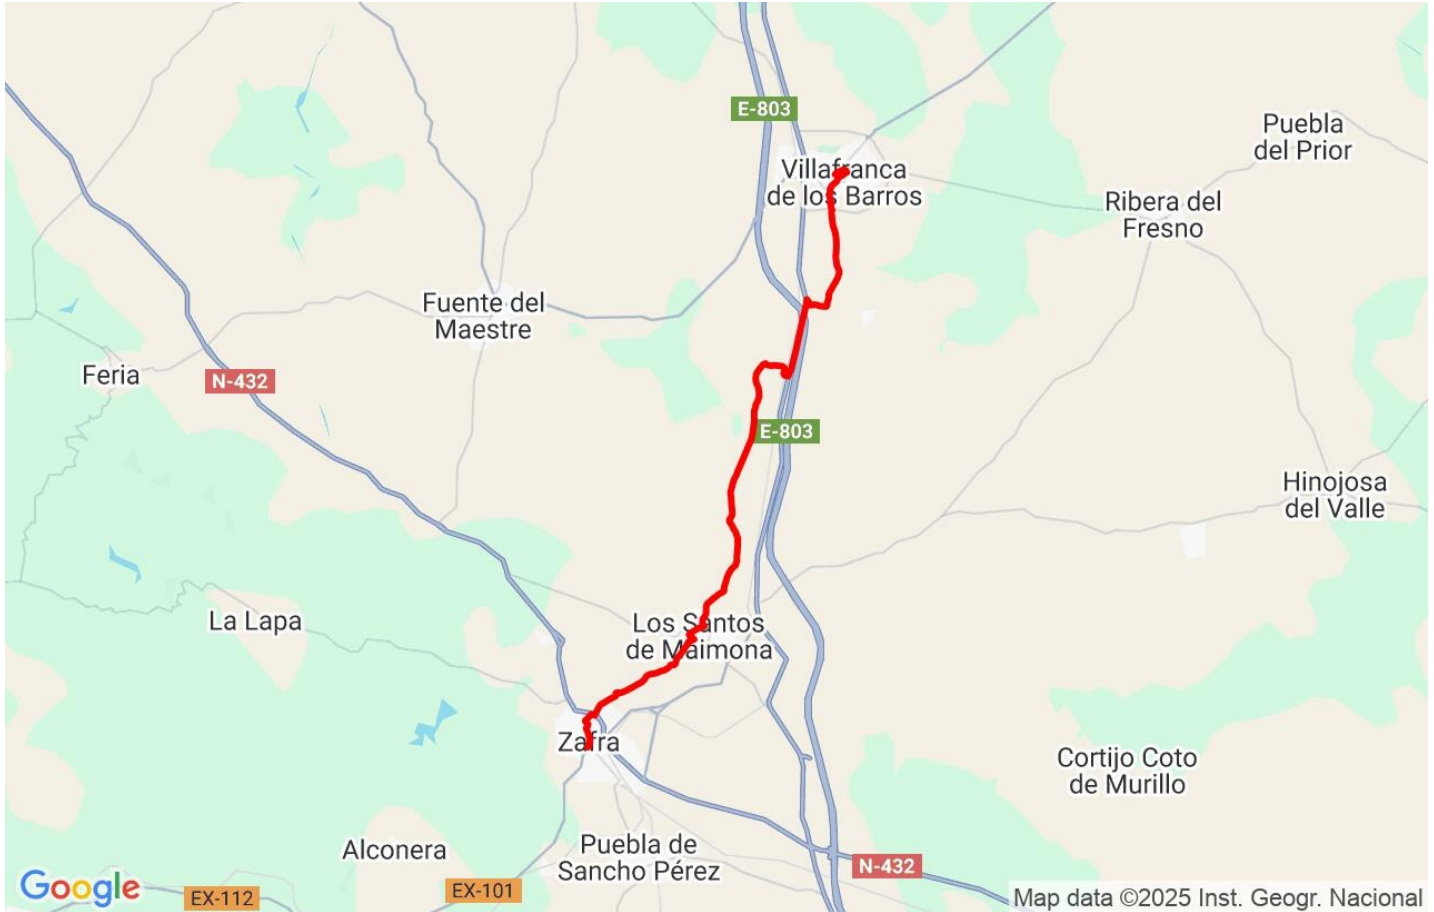 E-803
Puebla
del Prior
Villafranca
de los Barros
Ribera del
Fresno
Fuente del
Maestre
Feria
N-432
E-803
Hinojosa
del Valle
La Lapa
Los Santos
de Maimona
Zafra
Cortijo Coto
de Murillo
Alconera
Puebla de
Sancho Pérez
N-432
Google
EX-112
EX-101
Map data ©2025 Inst. Geogr. Nacional